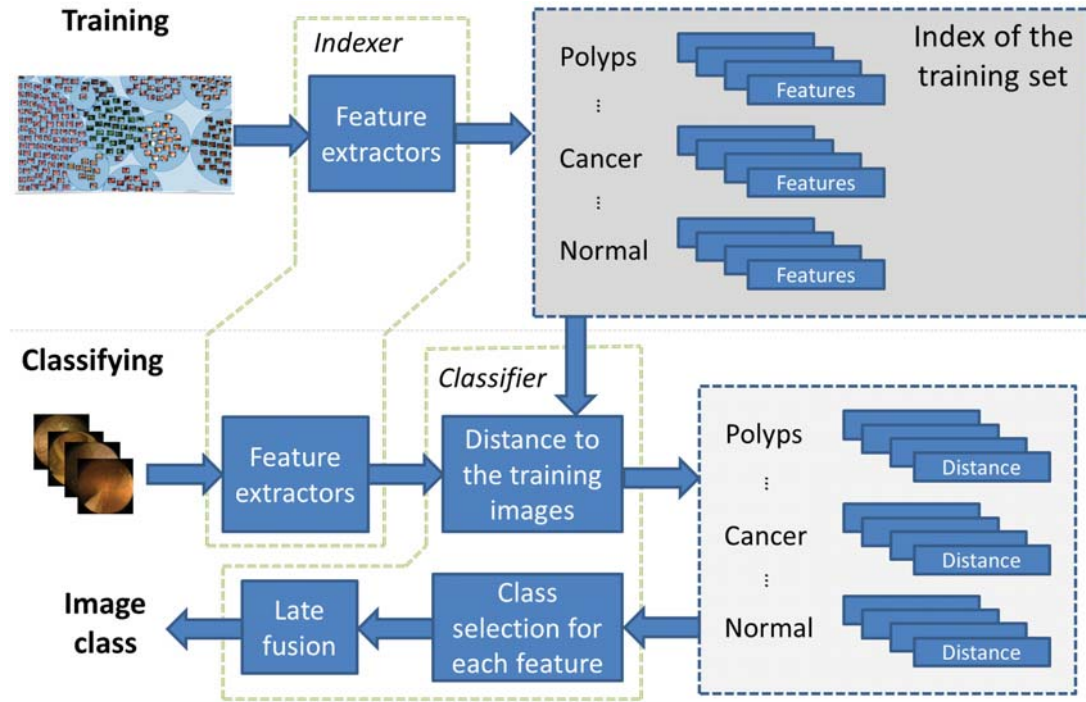 Training
Indexer
Feature
extractors
Index of the
training set
Polyps
⋮
Features
Cancer
⋮
Features
Normal
Features
Classifying
Classifier
Feature
extractors
Distance to
the training
images
Polyps
⋮
Distance
Cancer
⋮
Distance
Normal
Distance
Class
selection for
each feature
Late
fusion
Image
class